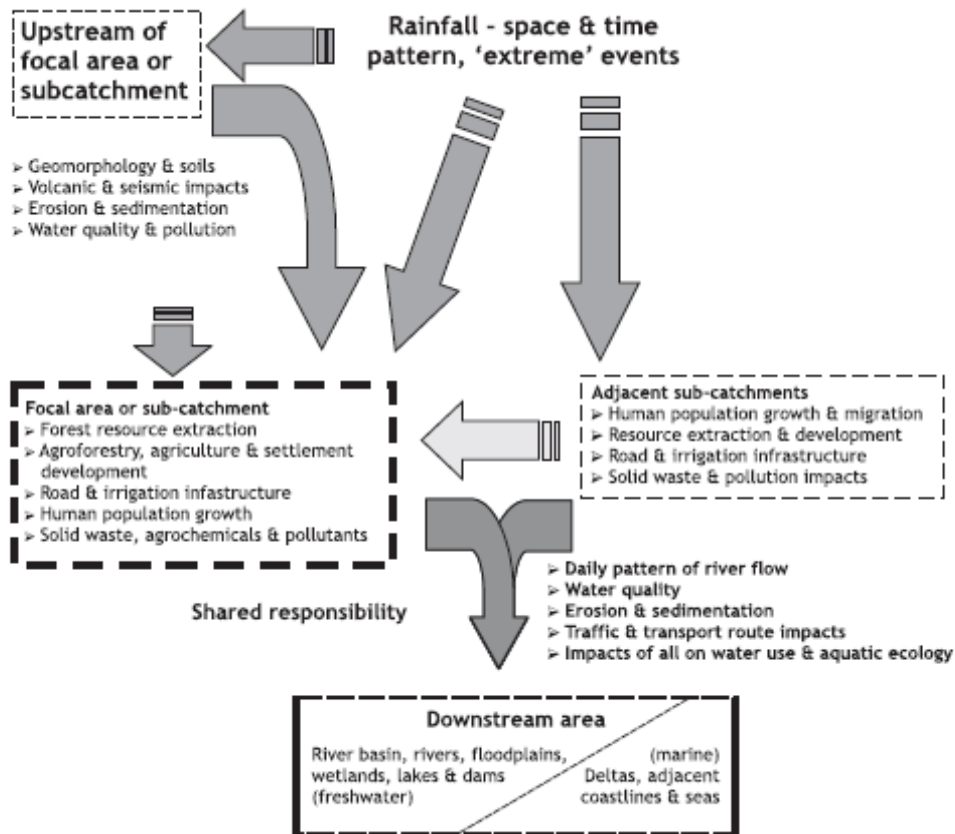 Upstream of
focal area or
subcatchment
Rainfall - space & time
pattern, ‘extreme’ events
➢ Geomorphology & soils
➢ Volcanic & seismic impacts
➢ Erosion & sedimentation
➢ Water quality & pollution
Focal area or sub-catchment
➢ Forest resource extraction
➢ Agroforestry, agriculture & settlement
development
➢ Road & irrigation infastructure
➢ Human population growth
➢ Solid waste, agrochemicals & pollutants
Adjacent sub-catchments
➢ Human population growth & migration
➢ Resource extraction & development
➢ Road & irrigation infrastructure
➢ Solid waste & pollution impacts
Shared responsibility
➢ Daily pattern of river flow
➢ Water quality
➢ Erosion & sedimentation
➢ Traffic & transport route impacts
➢ Impacts of all on water use & aquatic ecology
Downstream area
River basin, rivers, floodplains,
wetlands, lakes & dams
(freshwater)
(marine)
Deltas, adjacent
coastlines & seas